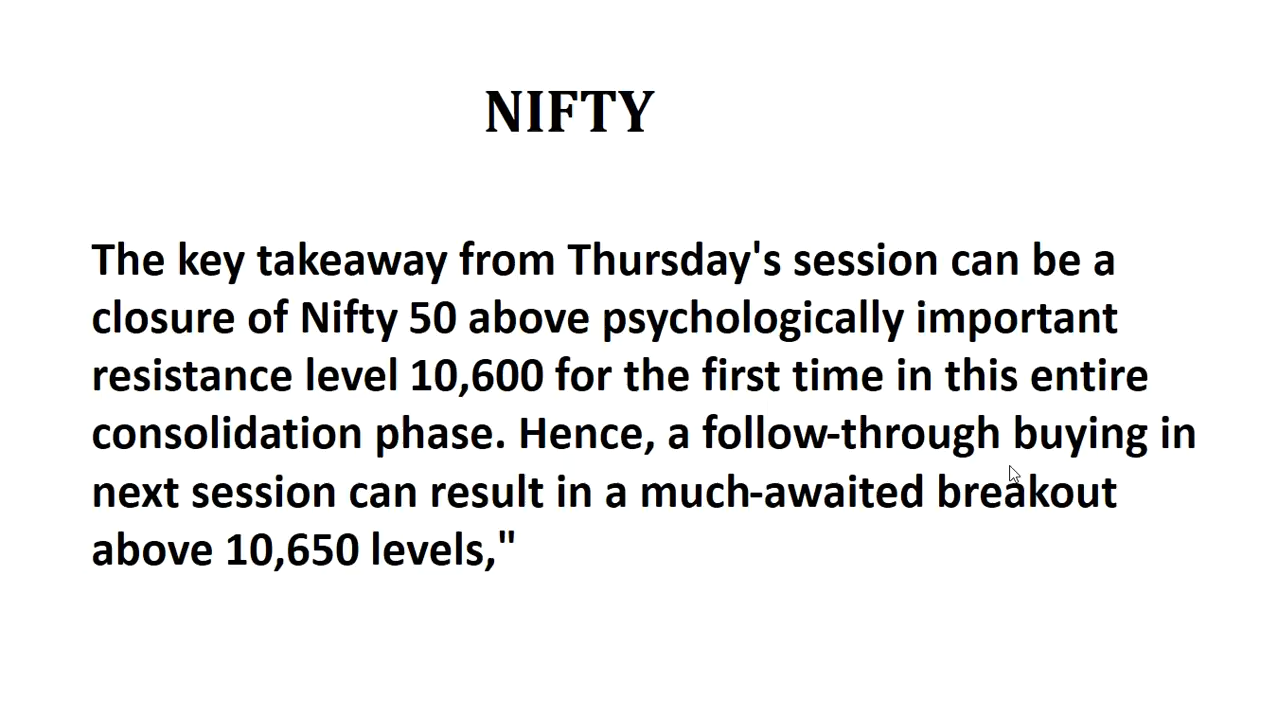 NIFTY
The key takeaway from Thursday's session can be a
closure of Nifty 50 above psychologically important
resistance level 10,600 for the first time in this entire
consolidation phase. Hence, a follow-through buying in
next session can result in a much-awaited breakout
above 10,650 levels,"